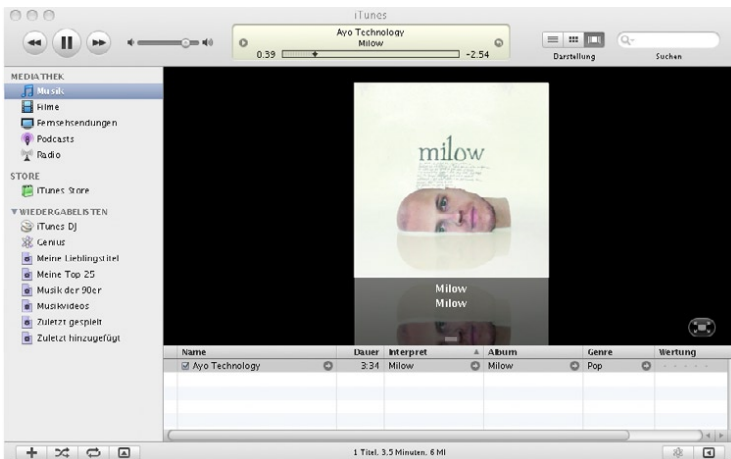 iTunes
Ayo Technology
Milow
0:39 -2:54
Darstellung Suchen
MEDIATHEK
Musik
Filme
Fernsehsendungen
Podcasts
Radio
STORE
iTunes Store
WIEDERGABELISTEN
iTunes DJ
Genius
Meine Lieblingstitel
Meine Top 25
Musik der 90er
Musikvideos
Zuletzt gespielt
Zuletzt hinzugefügt
milow
Milow
Milow
Name Dauer Interpret Album Genre Wertung
Ayo Technology 3:34 Milow Milow Pop
1 Titel, 3,5 Minuten, 6 MB